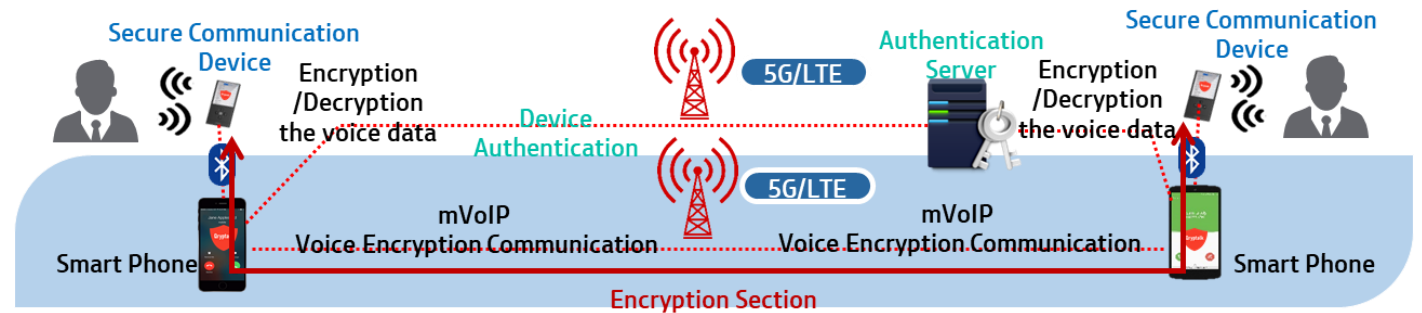 Secure Communication
Device
Encryption
/Decryption
the voice data
5G/LTE
Device
Authentication
Authentication
Server
Encryption
/Decryption
the voice data
Secure Communication
Device
5G/LTE
mVoIP
Voice Encryption Communication
mVoIP
Voice Encryption Communication
Smart Phone
Smart Phone
Encryption Section